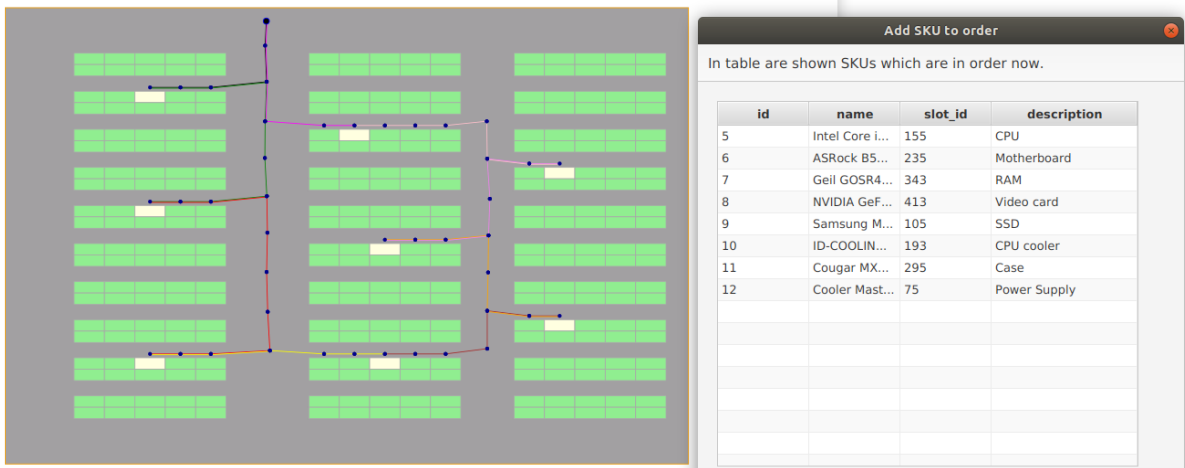 Add SKU to order
In table are shown SKUs which are in order now.
id name slot_id description
5 Intel Core i... 155 CPU
6 ASRock B5... 235 Motherboard
7 Geil GOSR4... 343 RAM
8 NVIDIA GeF... 413 Video card
9 Samsung M... 105 SSD
10 ID-COOLIN... 193 CPU cooler
11 Cougar MX... 295 Case
12 Cooler Mast... 75 Power Supply